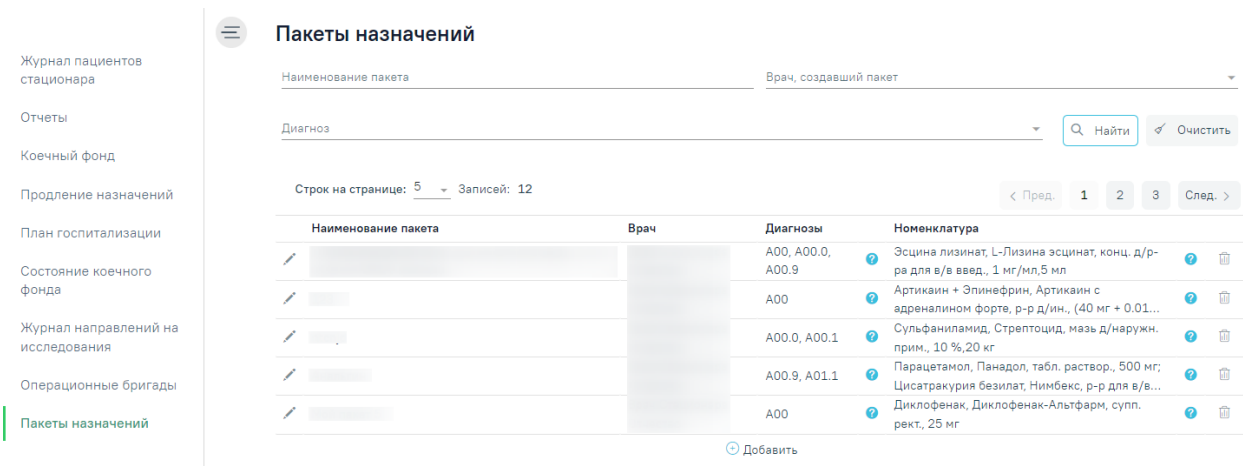 Журнал пациентов
стационара
Отчеты
Коечный фонд
Продление назначений
План госпитализации
Состояние коечного
фонда
Журнал направлений на
исследования
Операционные бригады
Пакеты назначений
Пакеты назначений
Наименование пакета
Врач, создавший пакет
Диагноз
Найти
Очистить
Строк на странице: 5 Записей: 12
< Пред. 1 2 3 След. >
Наименование пакета Врач Диагнозы Номенклатура
A00, A00.0,
A00.9
Эсцина лизинат, L-Лизина эсцинат, конц. д/р-
ра для в/в введ., 1 мг/мл,5 мл
A00
Артикаин + Эпинефрин, Артикаин с
адреналином форте, р-р д/ин., (40 мг + 0.01...
A00.0, A00.1
Сульфаниламид, Стрептоцид, мазь д/наружн.
прим., 10 %,20 кг
A00.9, A01.1
Парацетамол, Панадол, табл. раствор., 500 мг;
Цисатракурия безилат, Нимбекс, р-р для в/в...
A00
Диклофенак, Диклофенак-Альтфарм, супп.
рект., 25 мг
Добавить